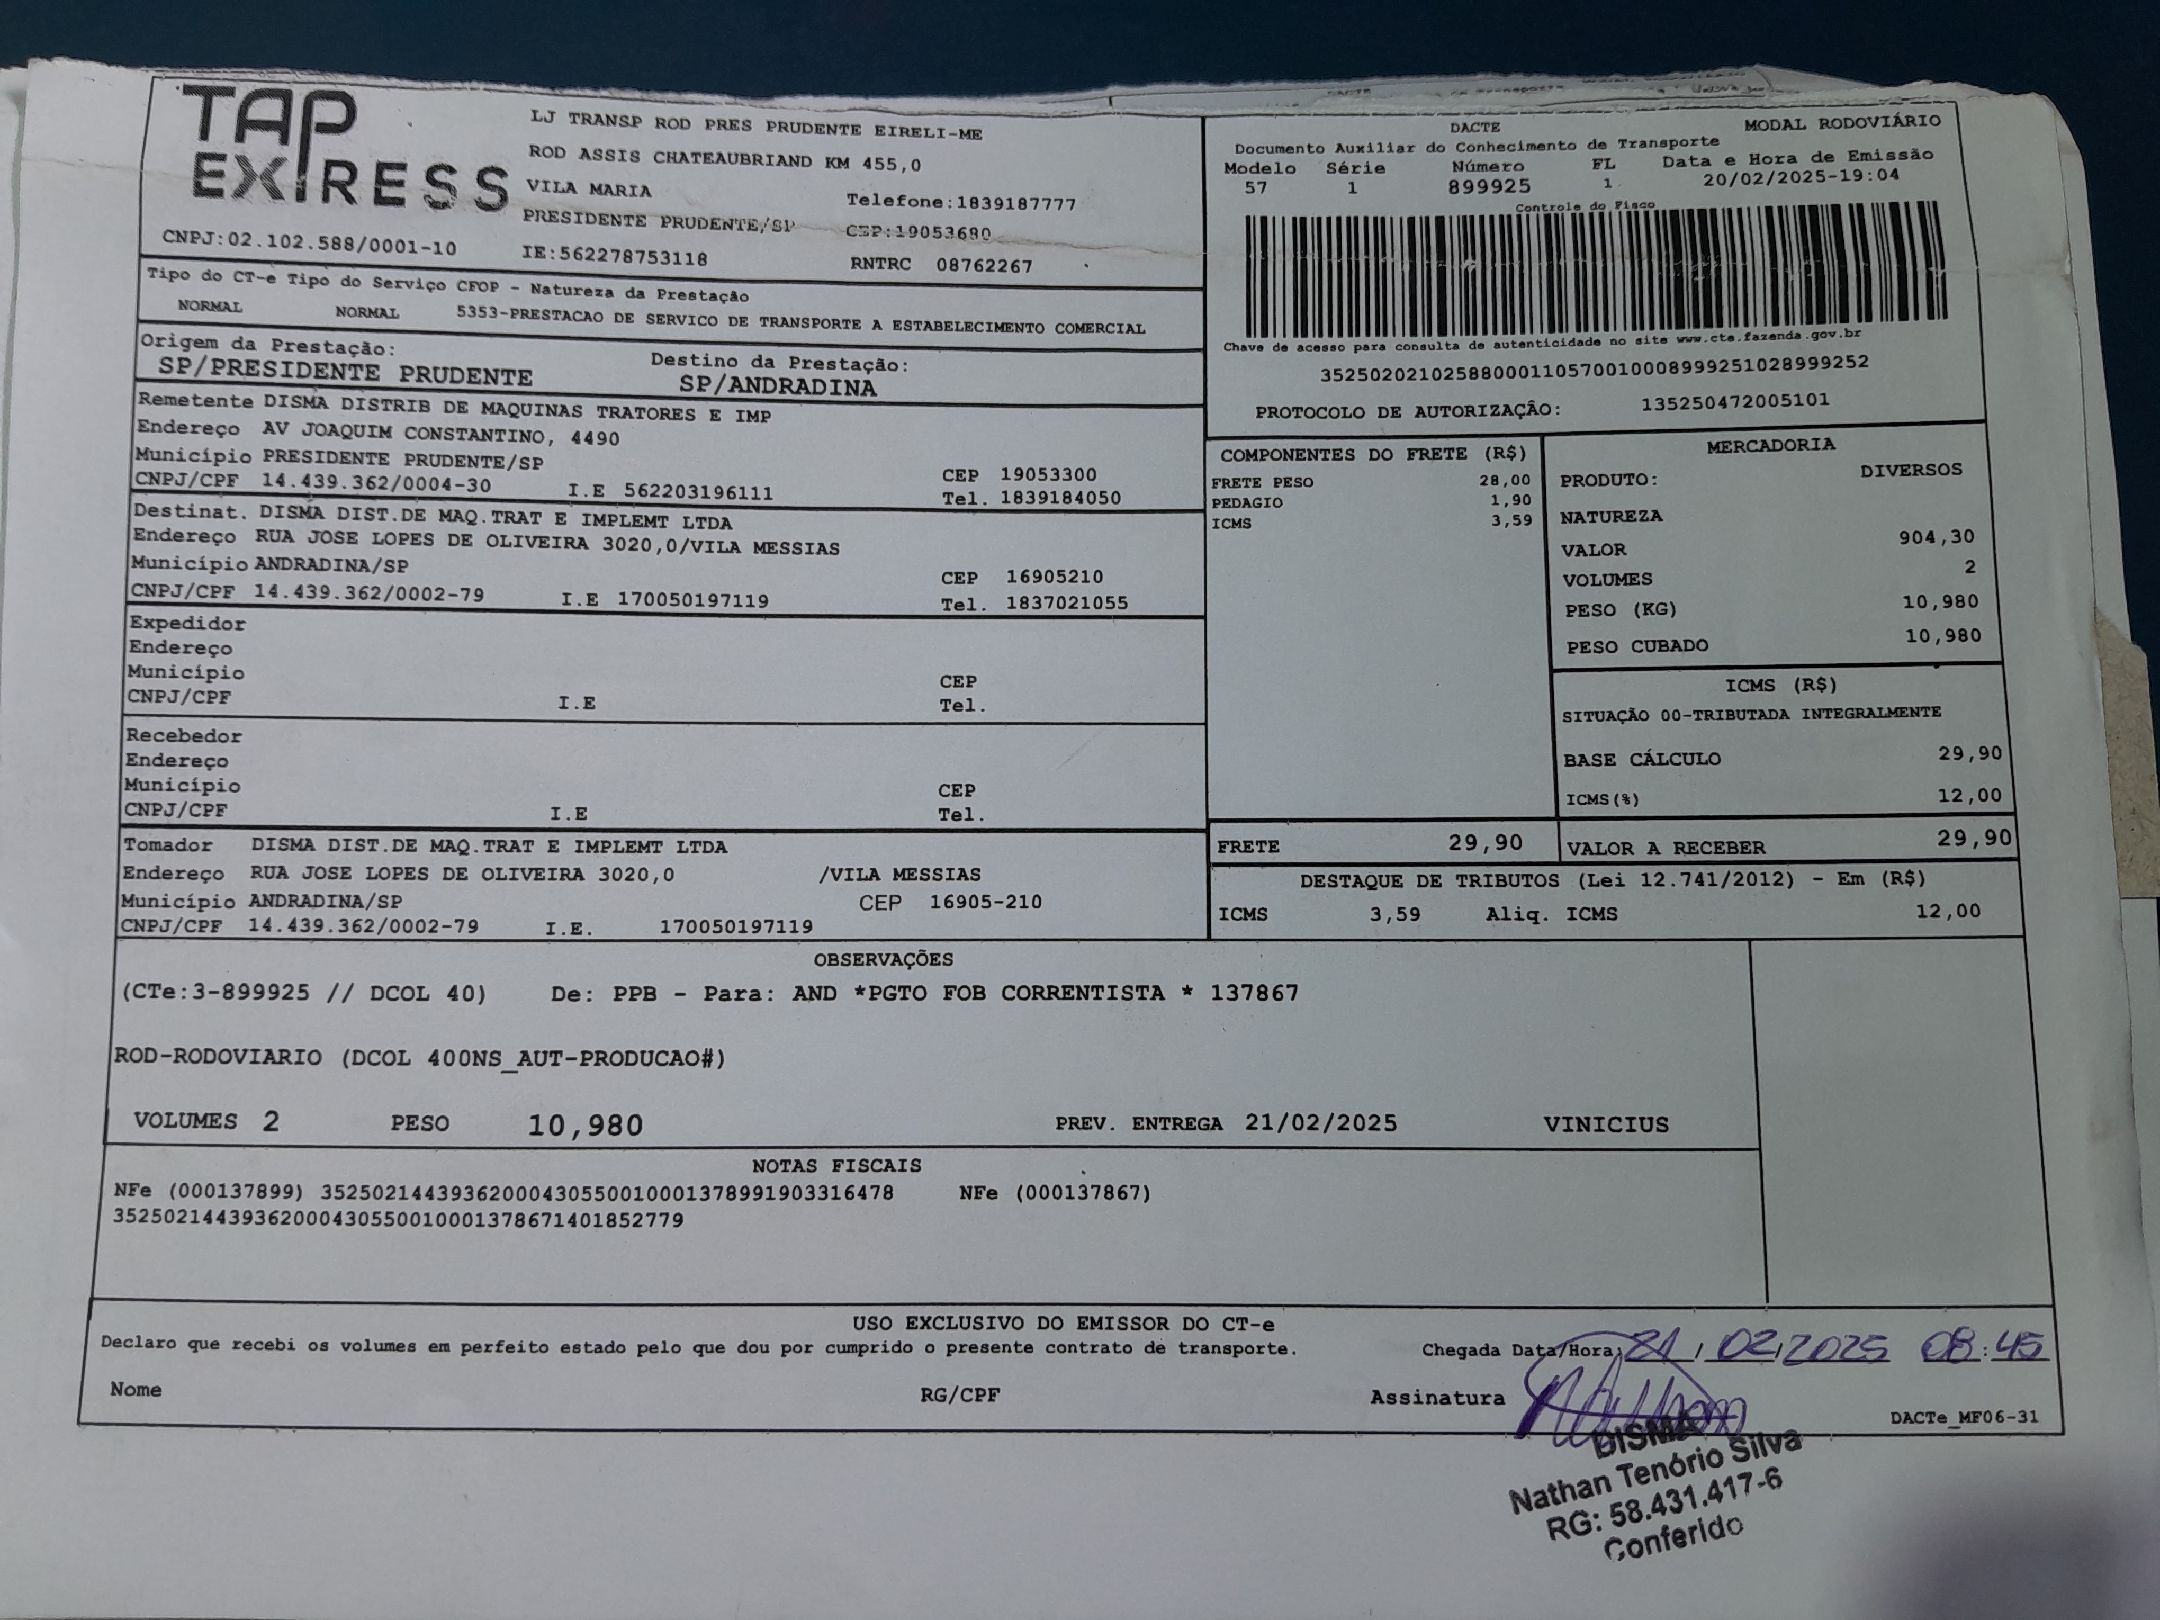 TAP EXPRESS
LJ TRANSP ROD PRES PRUDENTE EIRELI-ME
ROD ASSIS CHATEAUBRIAND KM 455,0
VILA MARIA Telefone:1839187777
PRESIDENTE PRUDENTE/SP CEP:19053680
CNPJ:02.102.588/0001-10 IE:562278753118 RNTRC 08762267
Tipo do CT-e Tipo do Serviço CFOP - Natureza da Prestação
NORMAL NORMAL 5353-PRESTACAO DE SERVICO DE TRANSPORTE A ESTABELECIMENTO COMERCIAL
Origem da Prestação: Destino da Prestação:
SP/PRESIDENTE PRUDENTE SP/ANDRADINA
Remetente DISMA DISTRIB DE MAQUINAS TRATORES E IMP
Endereço AV JOAQUIM CONSTANTINO, 4490
Município PRESIDENTE PRUDENTE/SP CEP 19053300
CNPJ/CPF 14.439.362/0004-30 I.E 562203196111 Tel. 1839184050
Destinat. DISMA DIST.DE MAQ.TRAT E IMPLEMT LTDA
Endereço RUA JOSE LOPES DE OLIVEIRA 3020,0/VILA MESSIAS
Município ANDRADINA/SP CEP 16905210
CNPJ/CPF 14.439.362/0002-79 I.E 170050197119 Tel. 1837021055
Expedidor
Endereço
Município CEP
CNPJ/CPF I.E Tel.
Recebedor
Endereço
Município CEP
CNPJ/CPF I.E Tel.
Tomador DISMA DIST.DE MAQ.TRAT E IMPLEMT LTDA
Endereço RUA JOSE LOPES DE OLIVEIRA 3020,0 /VILA MESSIAS
Município ANDRADINA/SP CEP 16905-210
CNPJ/CPF 14.439.362/0002-79 I.E. 170050197119
DACTE MODAL RODOVIÁRIO
Documento Auxiliar do Conhecimento de Transporte
Modelo Série Número FL Data e Hora de Emissão
57 1 899925 1 20/02/2025-19:04
Controle do Fisco
Chave de acesso para consulta de autenticidade no site www.cte.fazenda.gov.br
35250202102588000110570010008999251028999252
PROTOCOLO DE AUTORIZAÇÃO: 135250472005101
COMPONENTES DO FRETE (R$)
FRETE PESO 28,00
PEDAGIO 1,90
ICMS 3,59
MERCADORIA
PRODUTO: DIVERSOS
NATUREZA
VALOR 904,30
VOLUMES 2
PESO (KG) 10,980
PESO CUBADO 10,980
ICMS (R$)
SITUAÇÃO 00-TRIBUTADA INTEGRALMENTE
BASE CÁLCULO 29,90
ICMS(%) 12,00
FRETE 29,90 VALOR A RECEBER 29,90
DESTAQUE DE TRIBUTOS (Lei 12.741/2012) - Em (R$)
ICMS 3,59 Aliq. ICMS 12,00
OBSERVAÇÕES
(CTe:3-899925 // DCOL 40) De: PPB - Para: AND *PGTO FOB CORRENTISTA * 137867
ROD-RODOVIARIO (DCOL 400NS_AUT-PRODUCAO#)
VOLUMES 2 PESO 10,980 PREV. ENTREGA 21/02/2025 VINICIUS
NOTAS FISCAIS
NFe (000137899) 35250214439362000430550010001378991903316478 NFe (000137867)
35250214439362000430550010001378671401852779
USO EXCLUSIVO DO EMISSOR DO CT-e
Declaro que recebi os volumes em perfeito estado pelo que dou por cumprido o presente contrato de transporte. Chegada Data/Hora: 21/02/2025 08:45
Nome RG/CPF Assinatura
DACTe_MF06-31
DISMA
Nathan Tenório Silva
RG: 58.431.417-6
Conferido